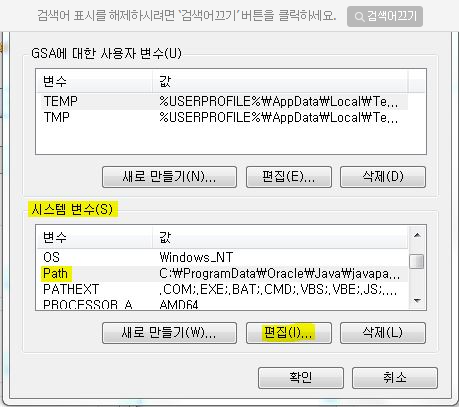 검색어 표시를 해제하시려면 '검색어끄기' 버튼을 클릭하세요. 검색어끄기
GSA에 대한 사용자 변수(U)
변수 값
TEMP %USERPROFILE%₩AppData₩Local₩Te...
TMP %USERPROFILE%₩AppData₩Local₩Te...
새로 만들기(N)... 편집(E)... 삭제(D)
시스템 변수(S)
변수 값
OS Windows_NT
Path C:₩ProgramData₩Oracle₩Java₩javapa...
PATHEXT .COM;.EXE;.BAT;.CMD;.VBS;.VBE;.JS;....
PROCESSOR_A... AMD64
새로 만들기(W)... 편집(I)... 삭제(L)
확인 취소